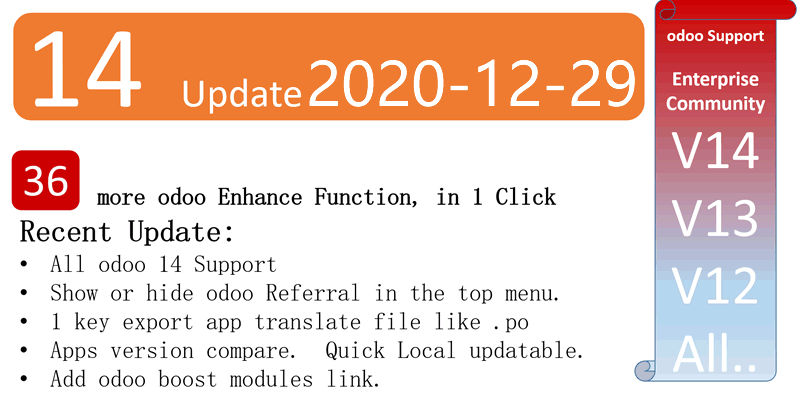 14 Update 2020-12-29
36 more odoo Enhance Function, in 1 Click
Recent Update:
• All odoo 14 Support
• Show or hide odoo Referral in the top menu.
• 1 key export app translate file like .po
• Apps version compare. Quick Local updatable.
• Add odoo boost modules link.
odoo Support
Enterprise
Community
V14
V13
V12
All..